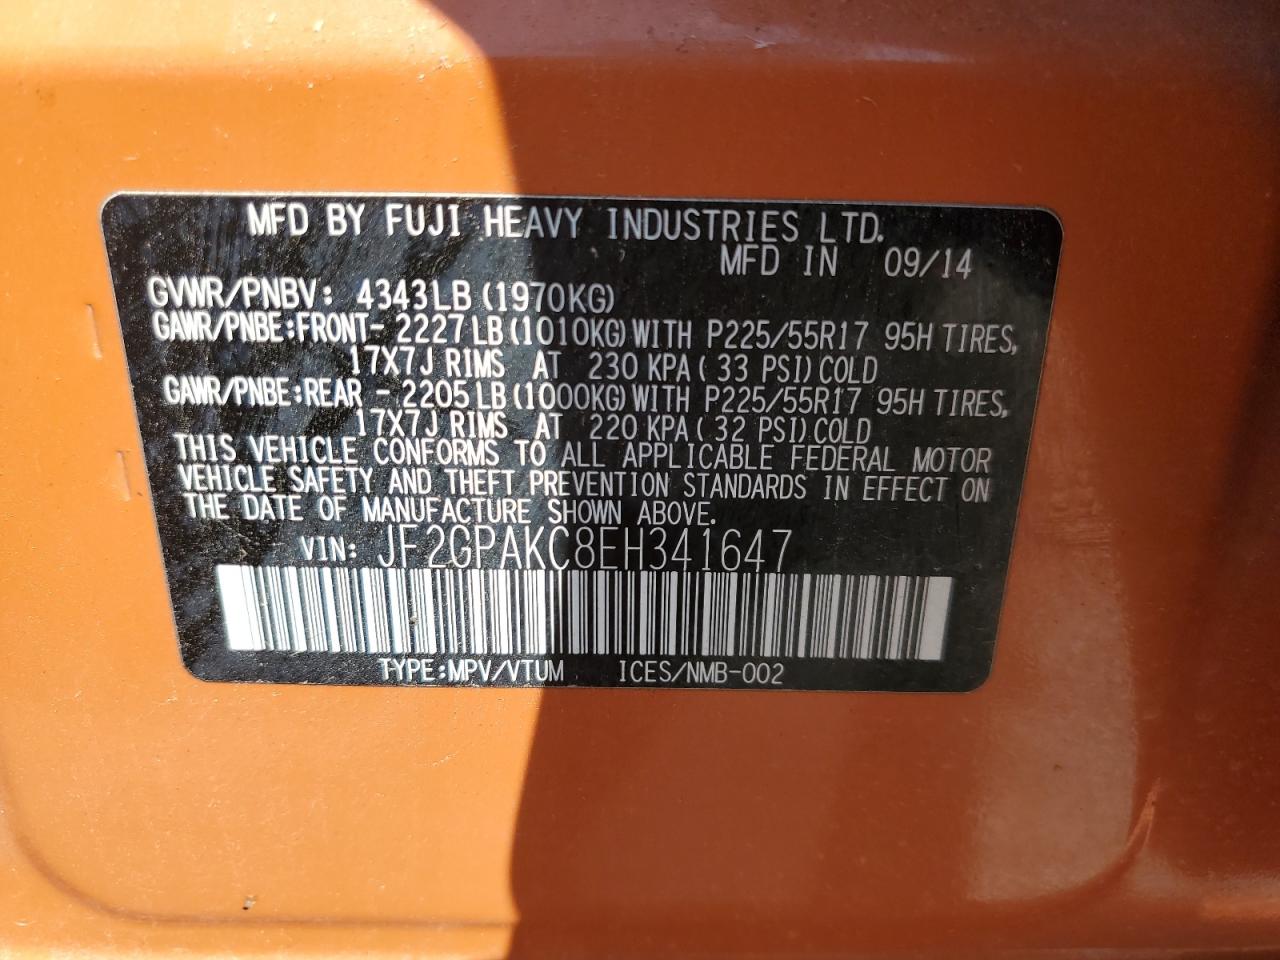 MFD BY FUJI HEAVY INDUSTRIES LTD.
MFD IN 09/14
GVWR/PNBV: 4343LB (1970KG)
GAWR/PNBE:FRONT- 2227 LB (1010KG) WITH P225/55R17 95H TIRES,
17X7J RIMS AT 230 KPA ( 33 PSI) COLD
GAWR/PNBE:REAR - 2205 LB (1000KG) WITH P225/55R17 95H TIRES,
17X7J RIMS AT 220 KPA ( 32 PSI) COLD
THIS VEHICLE CONFORMS TO ALL APPLICABLE FEDERAL MOTOR
VEHICLE SAFETY AND THEFT PREVENTION STANDARDS IN EFFECT ON
THE DATE OF MANUFACTURE SHOWN ABOVE.
VIN: JF2GPAKC8EH341647
TYPE:MPV/VTUM ICES/NMB-002